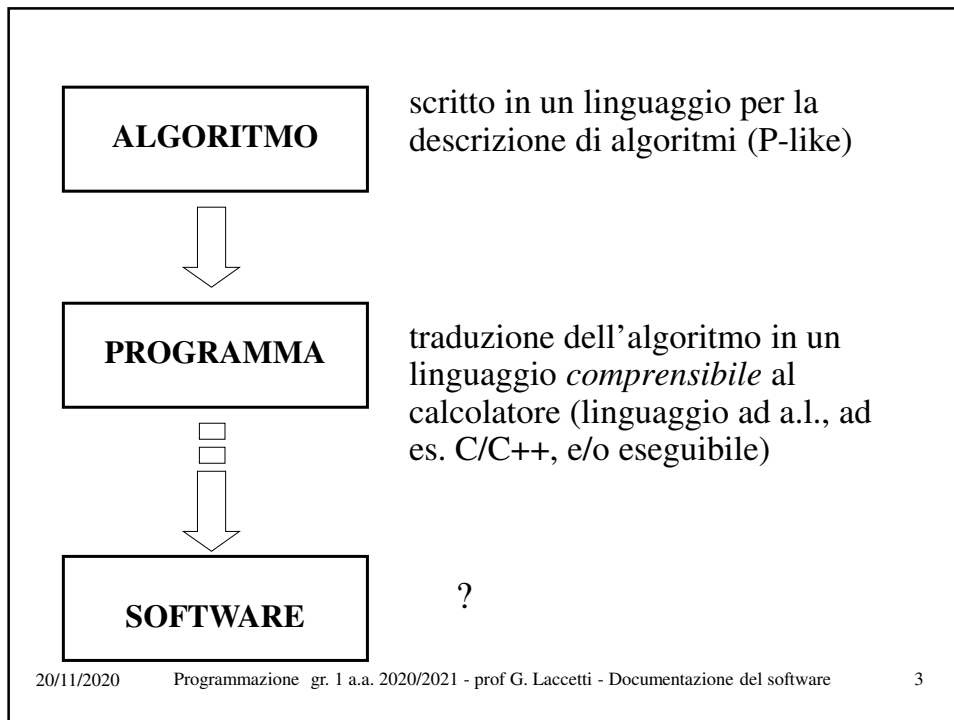 ALGORITMO
scritto in un linguaggio per la
descrizione di algoritmi (P-like)
PROGRAMMA
traduzione dell’algoritmo in un
linguaggio comprensibile al
calcolatore (linguaggio ad a.l., ad
es. C/C++, e/o eseguibile)
SOFTWARE
?
20/11/2020 Programmazione gr. 1 a.a. 2020/2021 - prof G. Laccetti - Documentazione del software 3